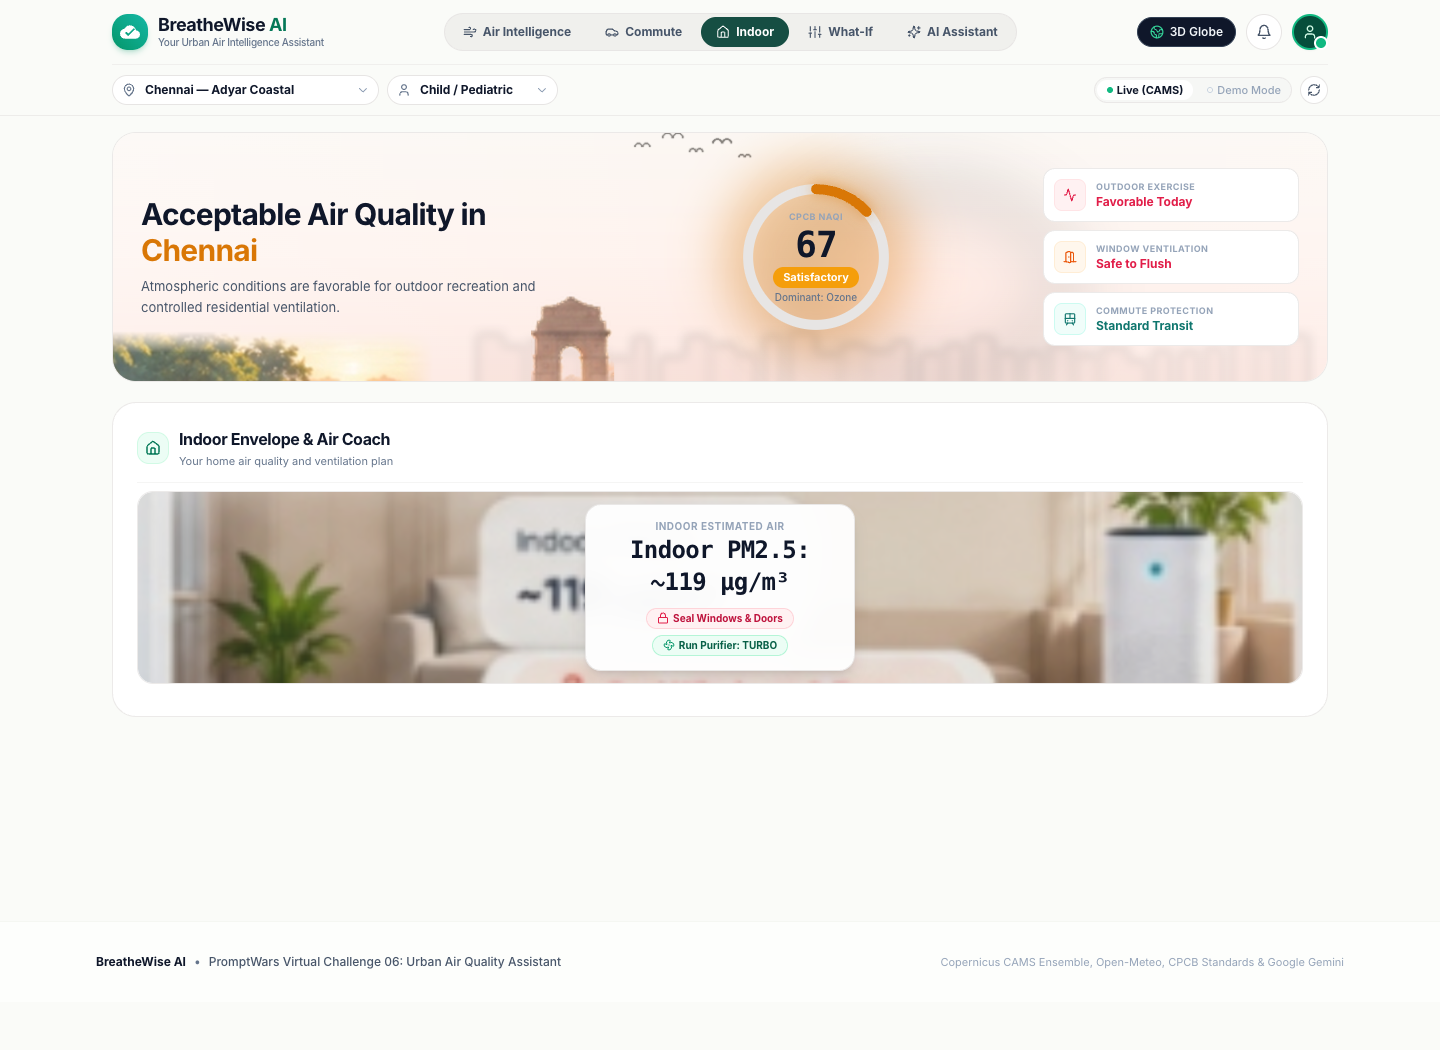 BreatheWise AI
Your Urban Air Intelligence Assistant
Air Intelligence
Commute
Indoor
What-If
AI Assistant
3D Globe
Chennai — Adyar Coastal
Child / Pediatric
Live (CAMS)
Demo Mode
Acceptable Air Quality in
Chennai
Atmospheric conditions are favorable for outdoor recreation and
controlled residential ventilation.
CPCB NAQI
67
Satisfactory
Dominant: Ozone
OUTDOOR EXERCISE
Favorable Today
WINDOW VENTILATION
Safe to Flush
COMMUTE PROTECTION
Standard Transit
Indoor Envelope & Air Coach
Your home air quality and ventilation plan
INDOOR ESTIMATED AIR
Indoor PM2.5:
~119 µg/m³
Seal Windows & Doors
Run Purifier: TURBO
BreatheWise AI • PromptWars Virtual Challenge 06: Urban Air Quality Assistant
Copernicus CAMS Ensemble, Open-Meteo, CPCB Standards & Google Gemini